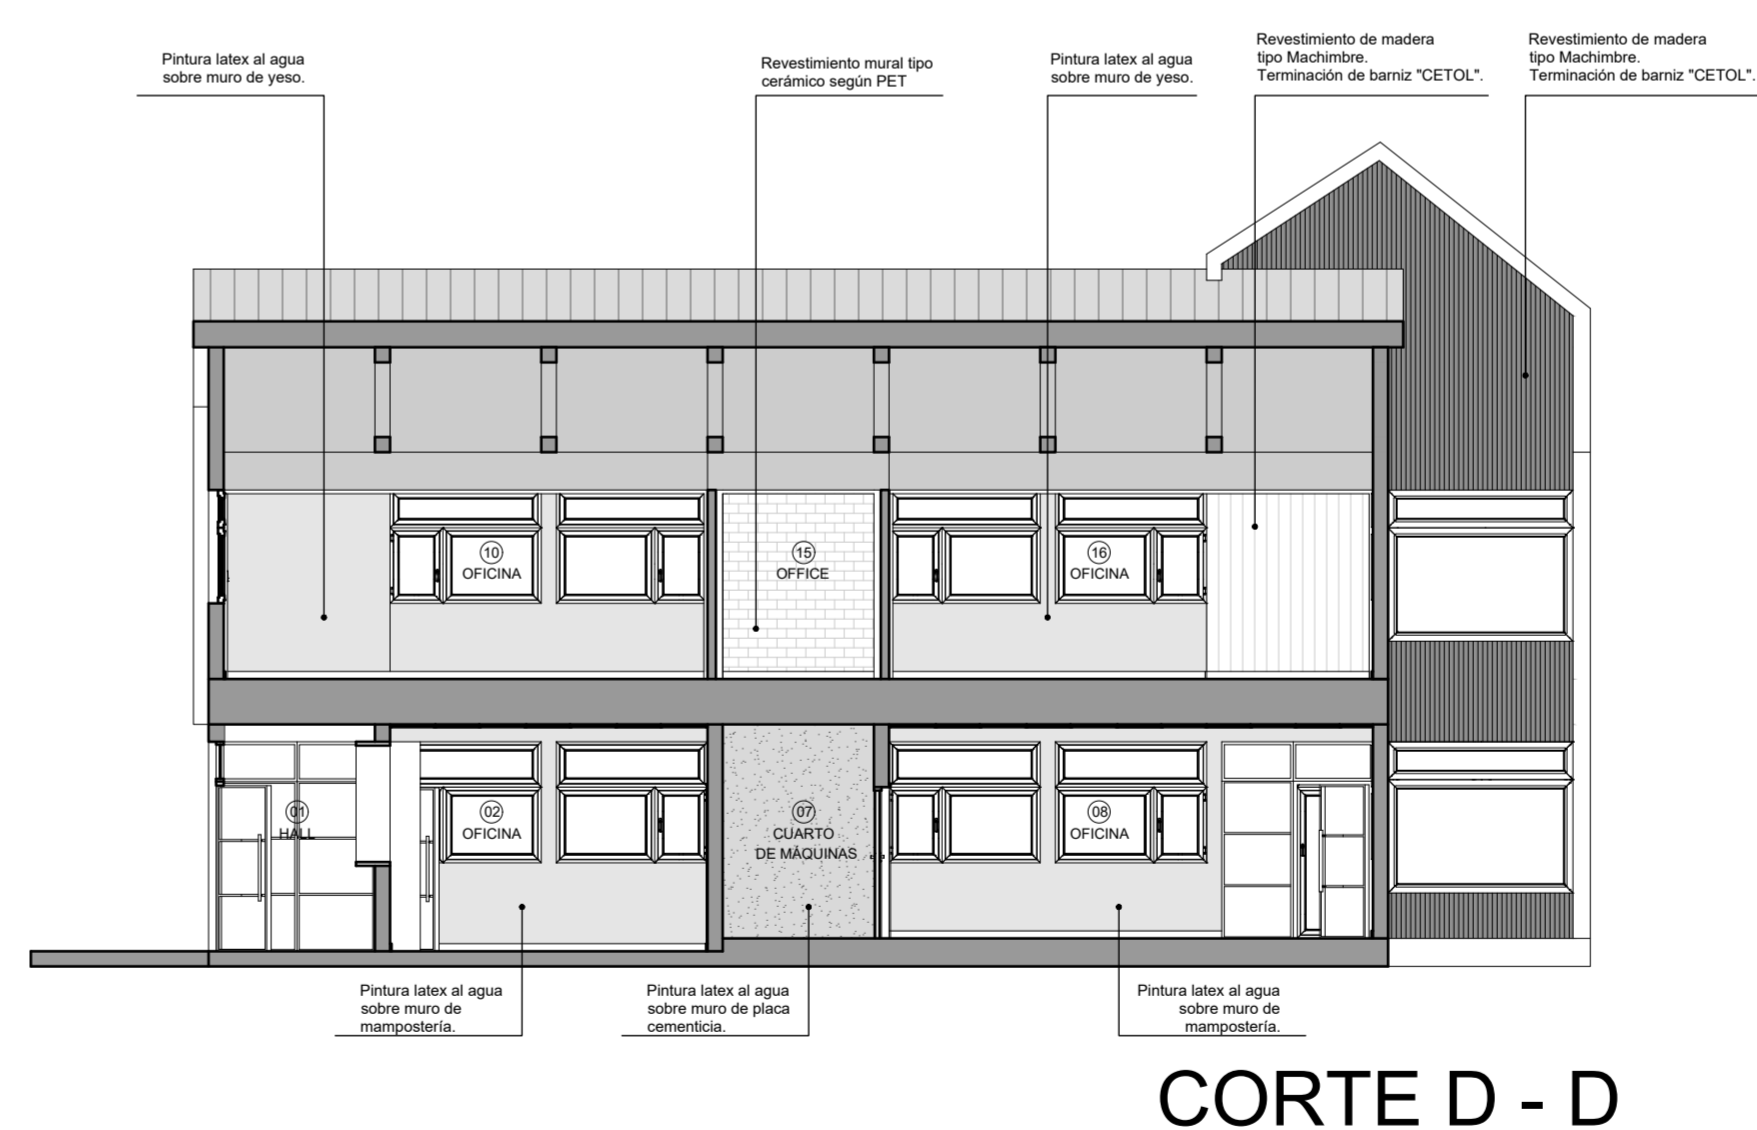 Pintura latex al agua
sobre muro de yeso.
Revestimiento mural tipo
cerámico según PET
Pintura latex al agua
sobre muro de yeso.
Revestimiento de madera
tipo Machimbre.
Terminación de barniz "CETOL".
Revestimiento de madera
tipo Machimbre.
Terminación de barniz "CETOL".
10
OFICINA
15
OFFICE
16
OFICINA
01
HALL
02
OFICINA
07
CUARTO
DE MÁQUINAS
08
OFICINA
Pintura latex al agua
sobre muro de
mampostería.
Pintura latex al agua
sobre muro de placa
cementicia.
Pintura latex al agua
sobre muro de
mampostería.
CORTE D - D